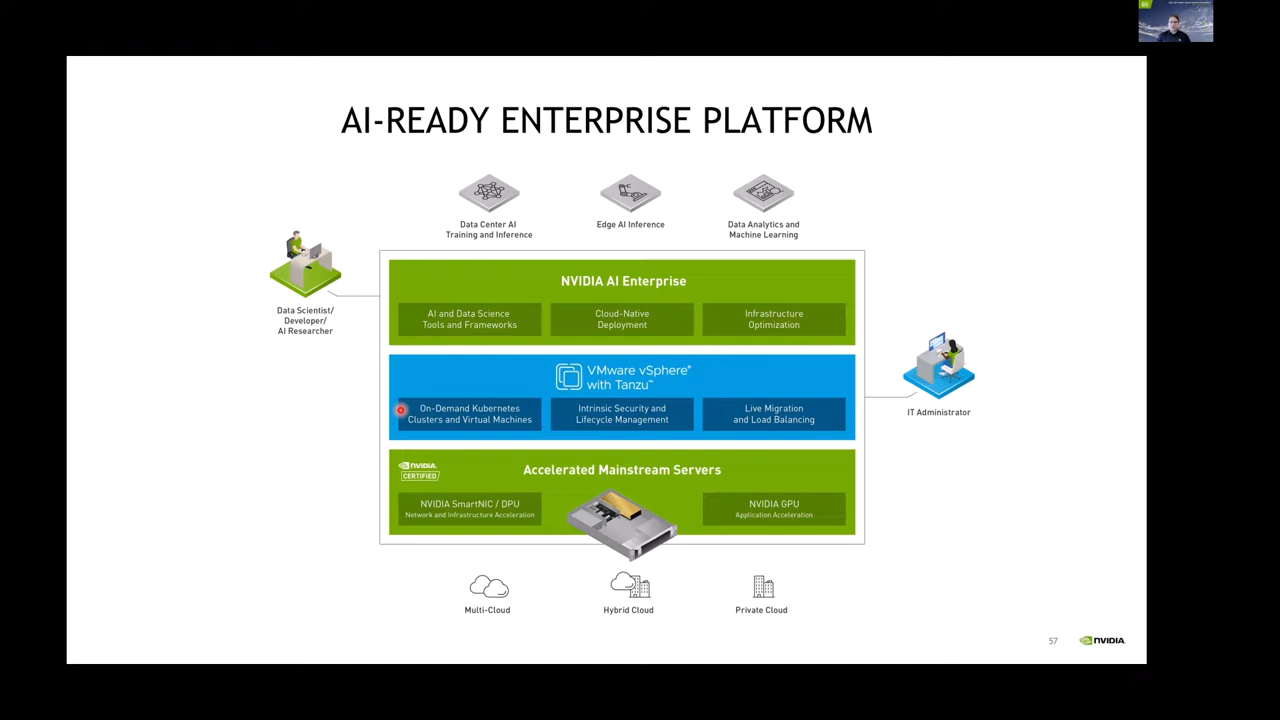 AI-READY ENTERPRISE PLATFORM
Data Center AI
Training and Inference
Edge AI Inference
Data Analytics and
Machine Learning
Data Scientist/
Developer/
AI Researcher
NVIDIA AI Enterprise
AI and Data Science
Tools and Frameworks
Cloud-Native
Deployment
Infrastructure
Optimization
VMware vSphere®
with Tanzu™
On-Demand Kubernetes
Clusters and Virtual Machines
Intrinsic Security and
Lifecycle Management
Live Migration
and Load Balancing
IT Administrator
NVIDIA.
CERTIFIED
Accelerated Mainstream Servers
NVIDIA SmartNIC / DPU
Network and Infrastructure Acceleration
NVIDIA GPU
Application Acceleration
Multi-Cloud
Hybrid Cloud
Private Cloud
57
NVIDIA.